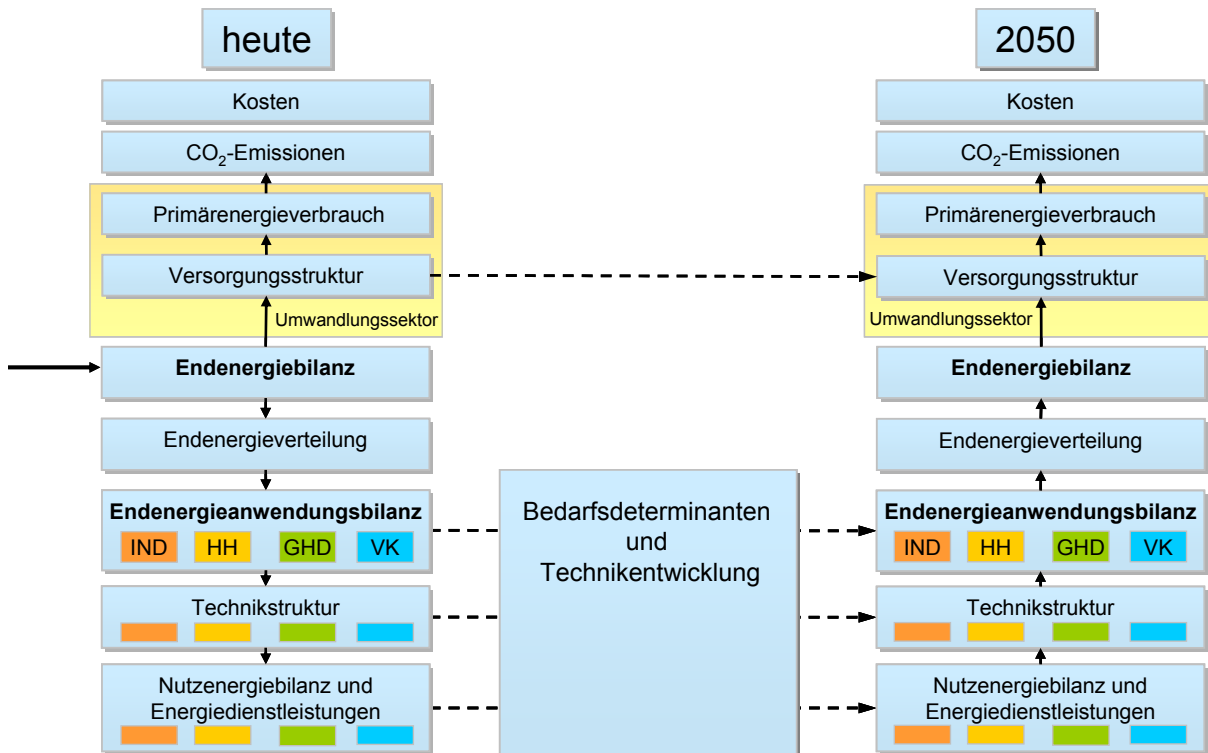 heute
Kosten
CO₂-Emissionen
Primärenergieverbrauch
Versorgungsstruktur
Umwandlungssektor
Endenergiebilanz
Endenergieverteilung
Endenergieanwendungsbilanz
IND HH GHD VK
Technikstruktur
Nutzenergiebilanz und
Energiedienstleistungen
Bedarfsdeterminanten
und
Technikentwicklung
2050
Kosten
CO₂-Emissionen
Primärenergieverbrauch
Versorgungsstruktur
Umwandlungssektor
Endenergiebilanz
Endenergieverteilung
Endenergieanwendungsbilanz
IND HH GHD VK
Technikstruktur
Nutzenergiebilanz und
Energiedienstleistungen